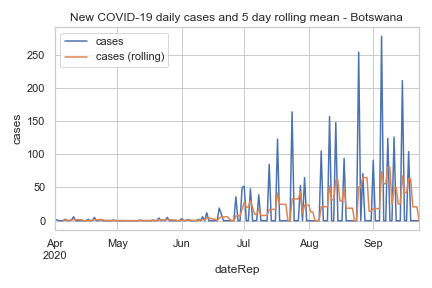 New COVID-19 daily cases and 5 day rolling mean - Botswana
cases
cases (rolling)
250
200
150
100
50
0
cases
Apr
2020
May
Jun
Jul
Aug
Sep
dateRep